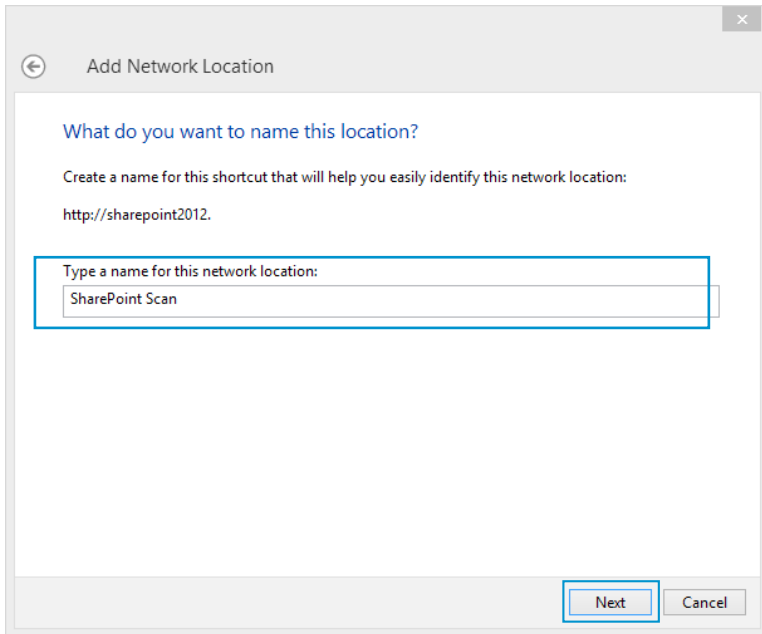 Add Network Location
What do you want to name this location?
Create a name for this shortcut that will help you easily identify this network location:
http://sharepoint2012.
Type a name for this network location:
SharePoint Scan
Next
Cancel